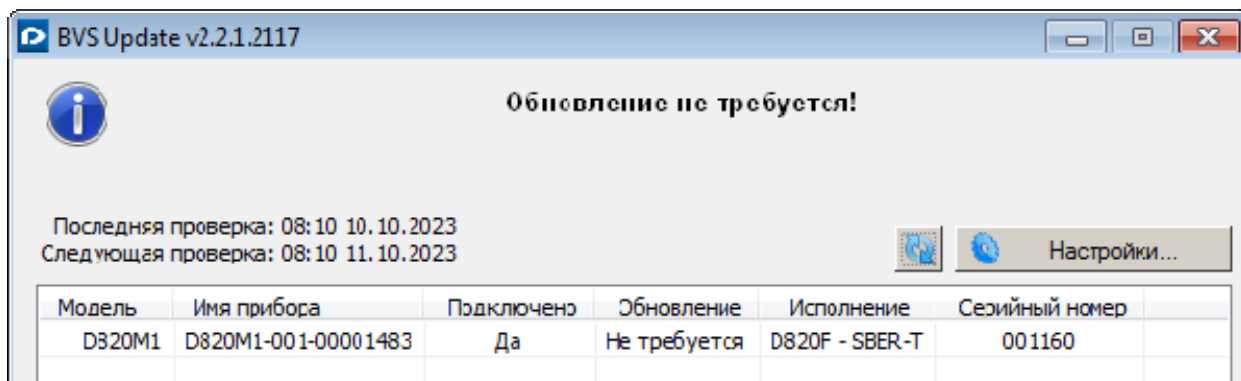 BVS Update v2.2.1.2117
Обновление не требуется!
Последняя проверка: 08:10 10.10.2023
Следующая проверка: 08:10 11.10.2023
Настройки...
Модель Имя прибора Подключено Обновление Исполнение Серийный номер
D820M1 D820M1-001-00001483 Да Не требуется D820F - SBER-T 001160